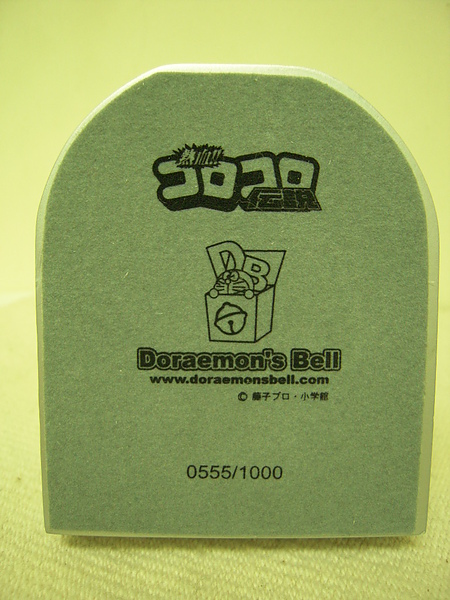 熱血!!
コロコロ
伝説
DB
Doraemon's Bell
www.doraemonsbell.com
© 藤子プロ・小学館
0555/1000